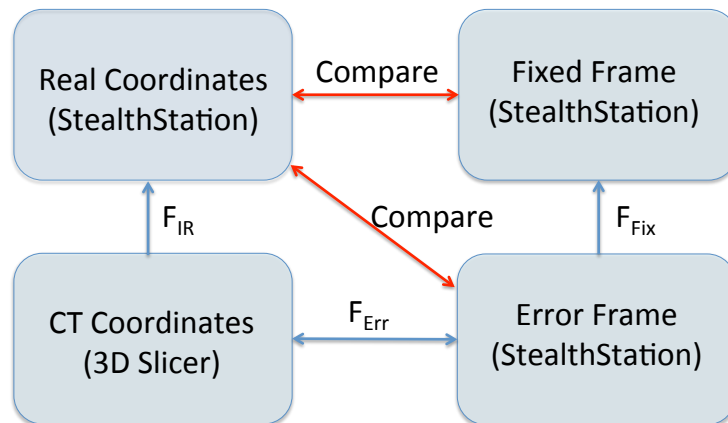 Real Coordinates
(StealthStation)
Compare
Fixed Frame
(StealthStation)
F_IR
Compare
F_Fix
CT Coordinates
(3D Slicer)
F_Err
Error Frame
(StealthStation)